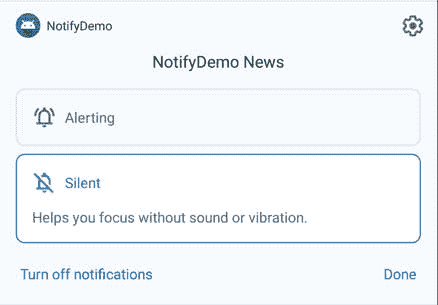 NotifyDemo
NotifyDemo News
Alerting
Silent
Helps you focus without sound or vibration.
Turn off notifications Done